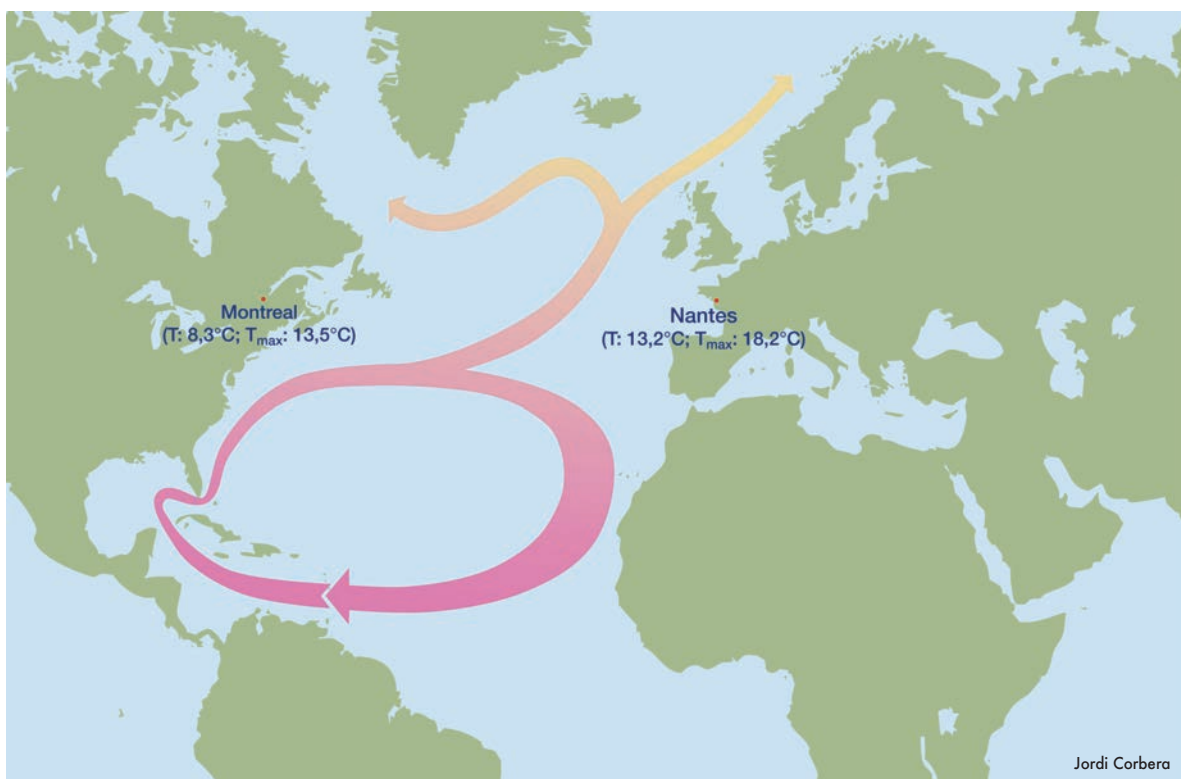 Montreal
(T: 8,3°C; Tmax: 13,5°C)
Nantes
(T: 13,2°C; Tmax: 18,2°C)
Jordi Corbera